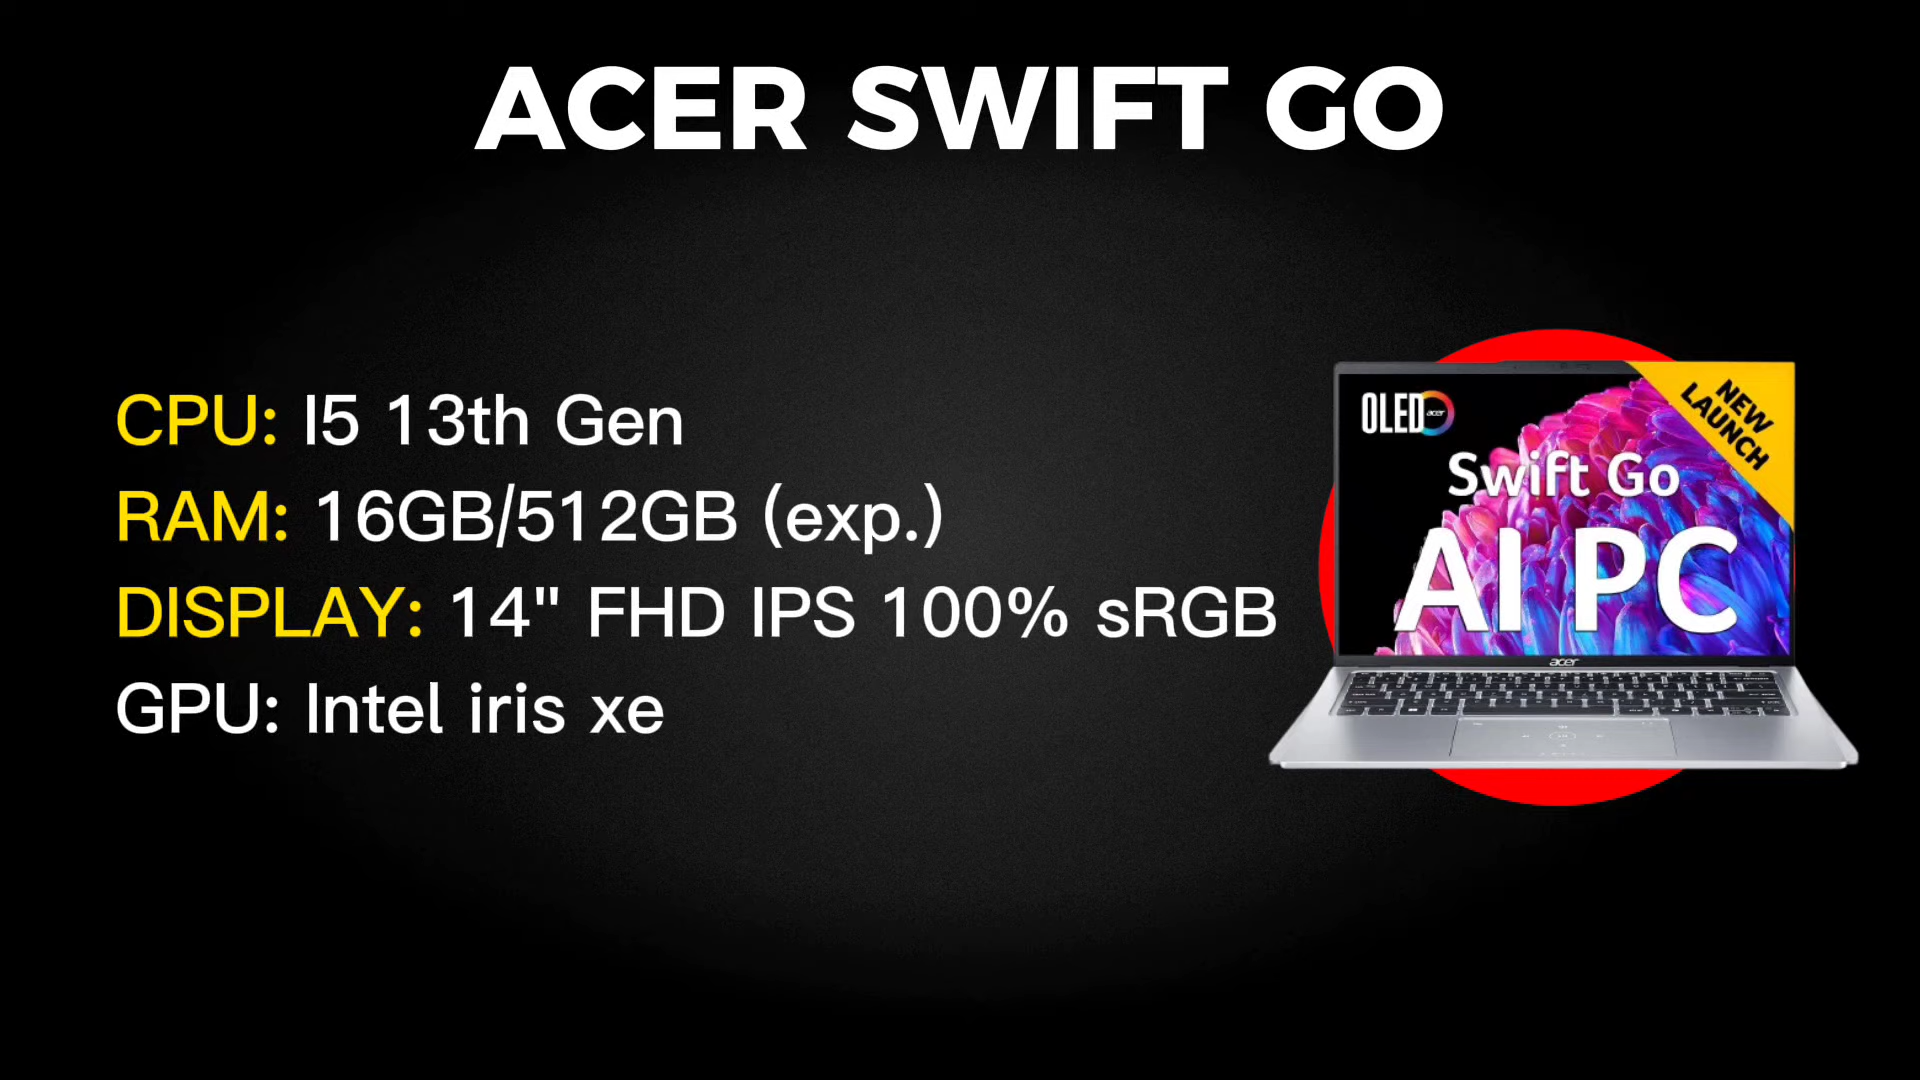 ACER SWIFT GO
CPU: I5 13th Gen
RAM: 16GB/512GB (exp.)
DISPLAY: 14" FHD IPS 100% sRGB
GPU: Intel iris xe
OLED acer
NEW
LAUNCH
Swift Go
AI PC
acer